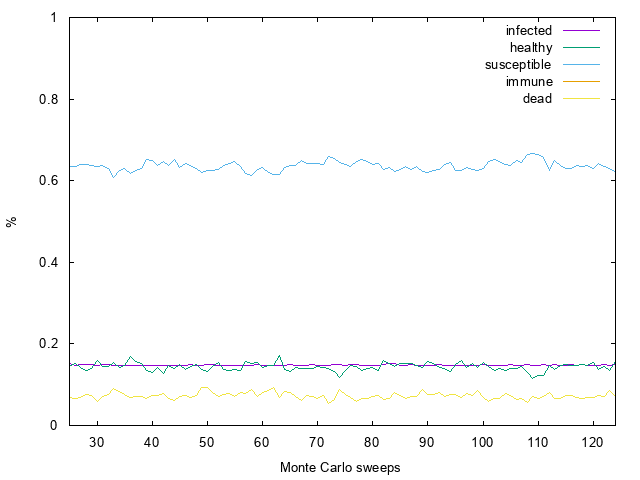 1
infected
healthy
susceptible
immune
dead
0.8
0.6
%
0.4
0.2
0
30 40 50 60 70 80 90 100 110 120
Monte Carlo sweeps